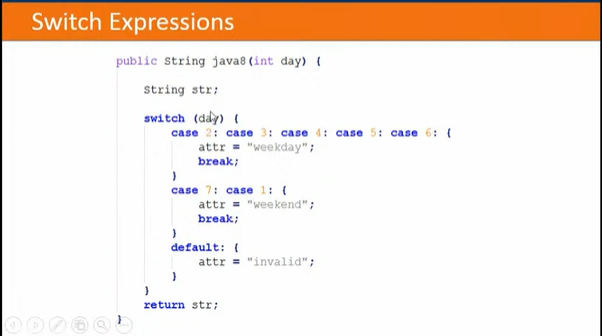 Switch Expressions
public String java8(int day) {
String str;
switch (day) {
case 2: case 3: case 4: case 5: case 6: {
attr = "weekday";
break;
}
case 7: case 1: {
attr = "weekend";
break;
}
default: {
attr = "invalid";
}
}
return str;
}